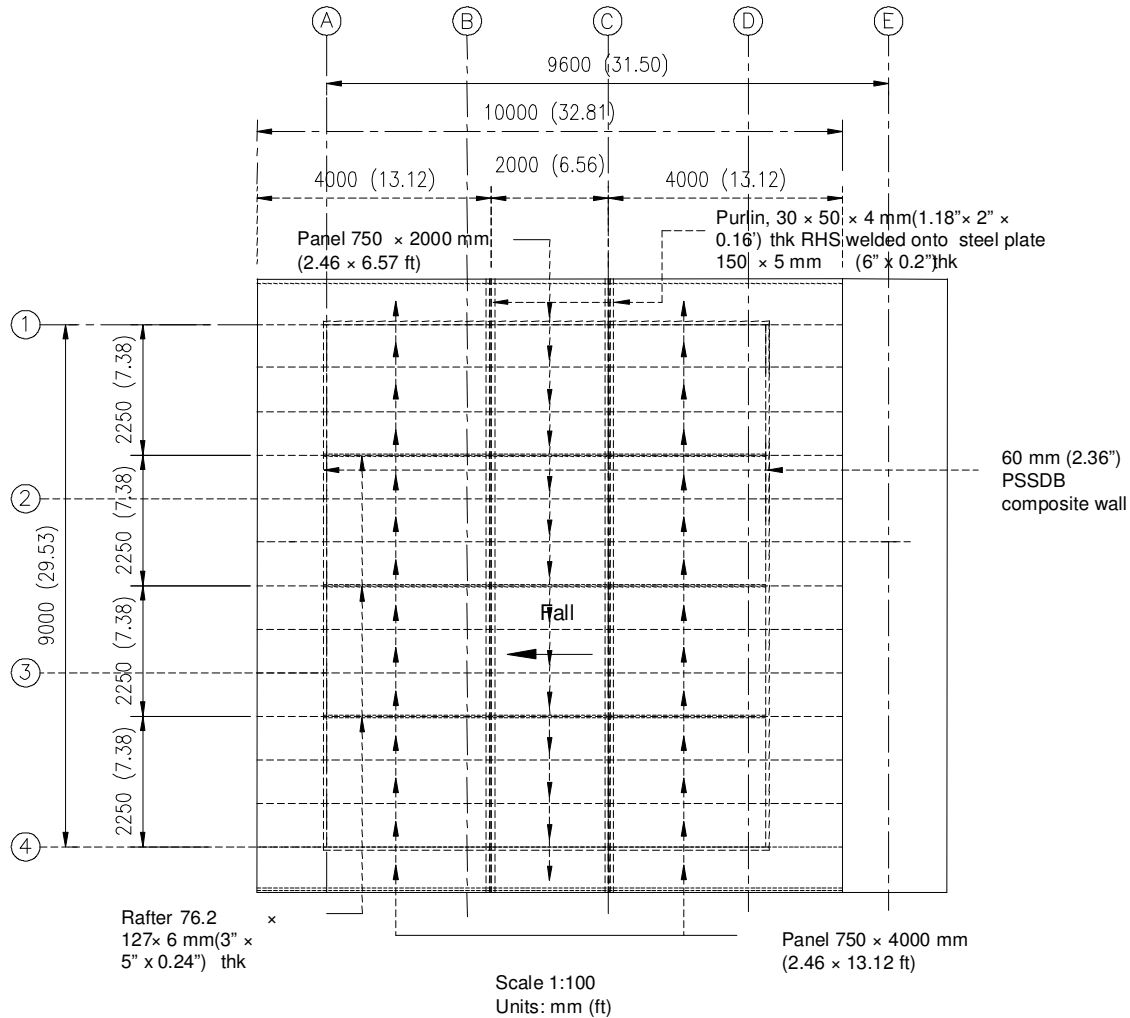 A B C D E
9600 (31.50)
10000 (32.81)
2000 (6.56)
4000 (13.12)
4000 (13.12)
Panel 750 × 2000 mm
(2.46 × 6.57 ft)
Purlin, 30 × 50 × 4 mm(1.18”× 2” ×
0.16’) thk RHS welded onto steel plate
150 × 5 mm (6” x 0.2”)thk
1
2250 (7.38)
2
2250 (7.38)
9000 (29.53)
60 mm (2.36”)
PSSDB
composite wall
Fall
2250 (7.38)
3
2250 (7.38)
4
Rafter 76.2 ×
127× 6 mm(3” ×
5” x 0.24”) thk
Panel 750 × 4000 mm
(2.46 × 13.12 ft)
Scale 1:100
Units: mm (ft)